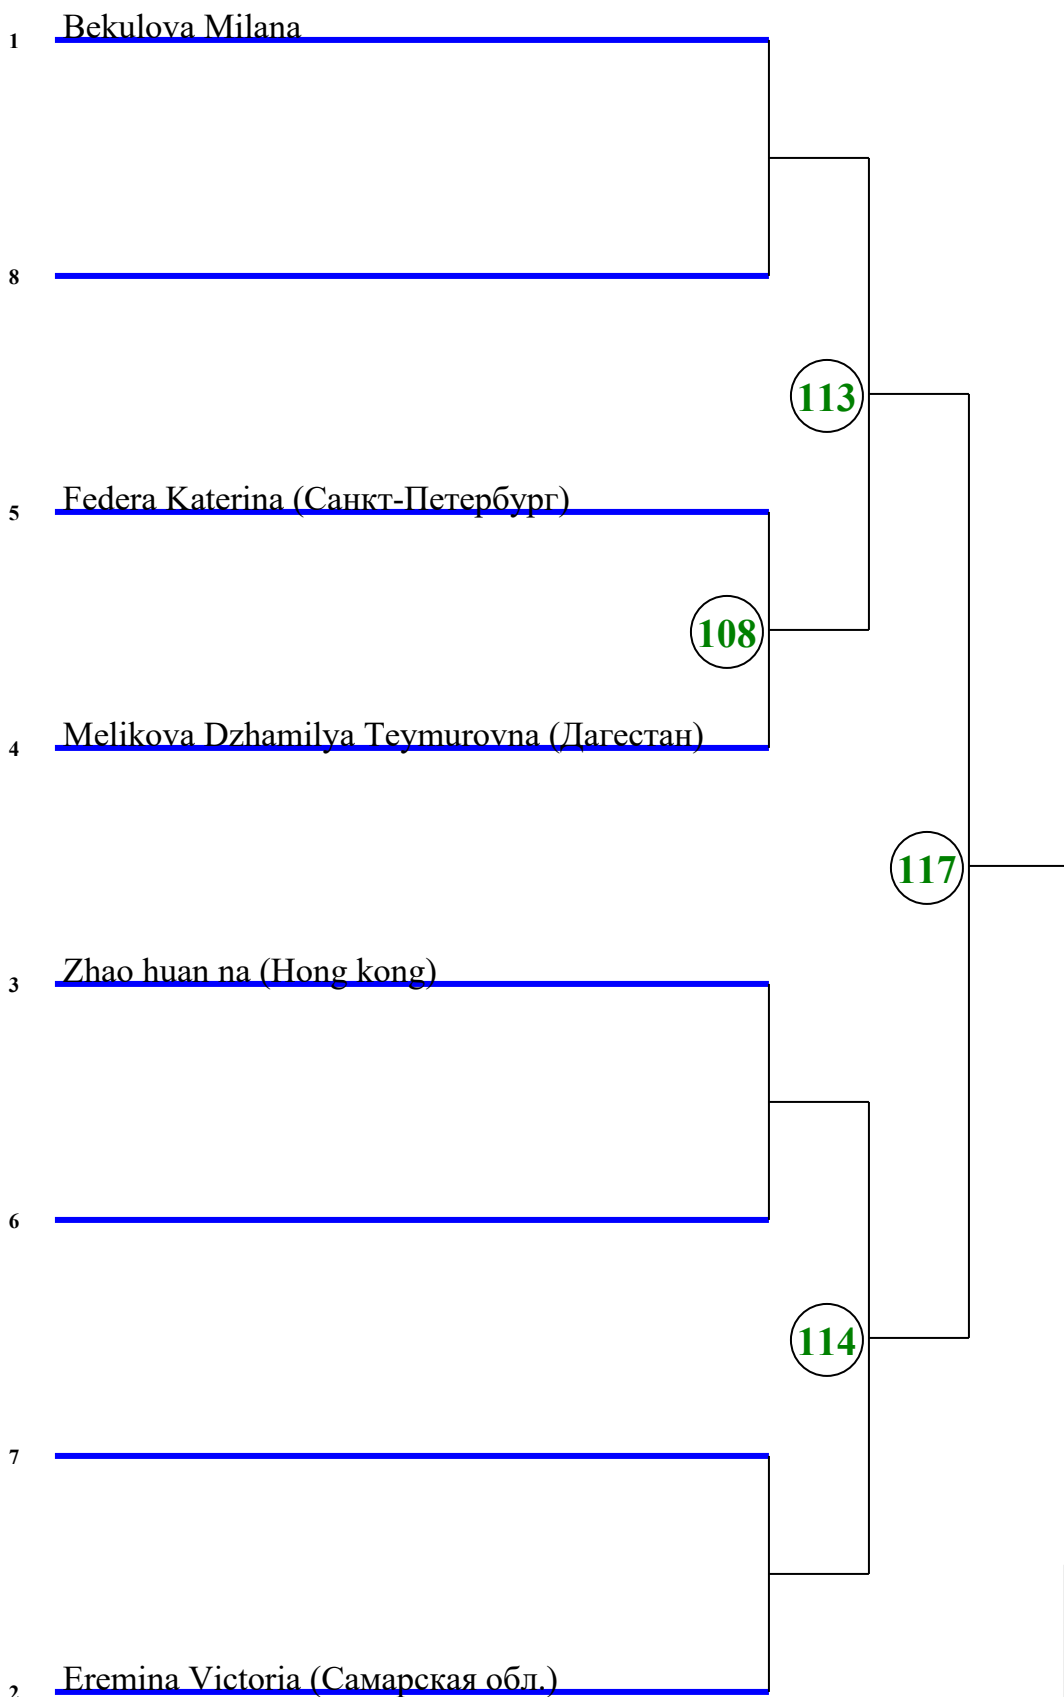 1 Bekulova Milana
8
113
5 Federa Katerina (Санкт-Петербург)
108
4 Melikova Dzhamilya Teymurovna (Дагестан)
117
3 Zhao huan na (Hong kong)
6
114
7
2 Eremina Victoria (Самарская обл.)